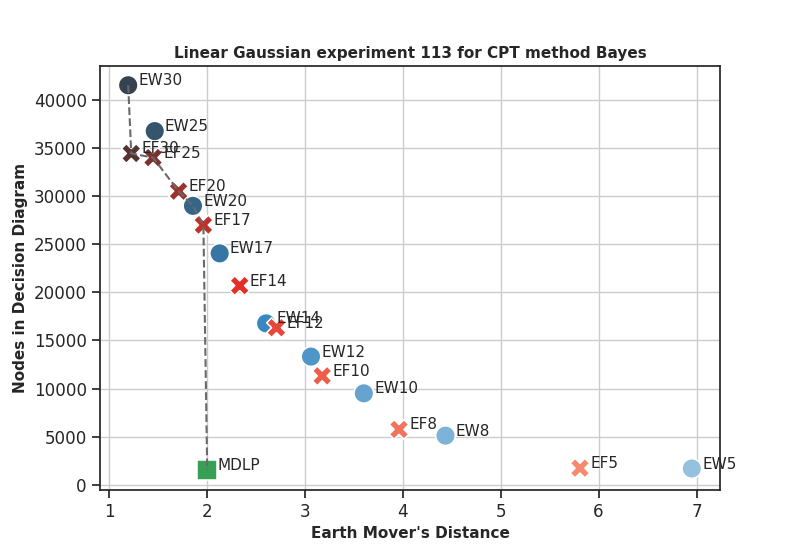 Linear Gaussian experiment 113 for CPT method Bayes
Nodes in Decision Diagram
40000
35000
30000
25000
20000
15000
10000
5000
0
EW30
EW25
EF30
EF25
EF20
EW20
EF17
EW17
EF14
EW14
EF12
EW12
EF10
EW10
EF8
EW8
MDLP
EF5
EW5
1 2 3 4 5 6 7
Earth Mover's Distance